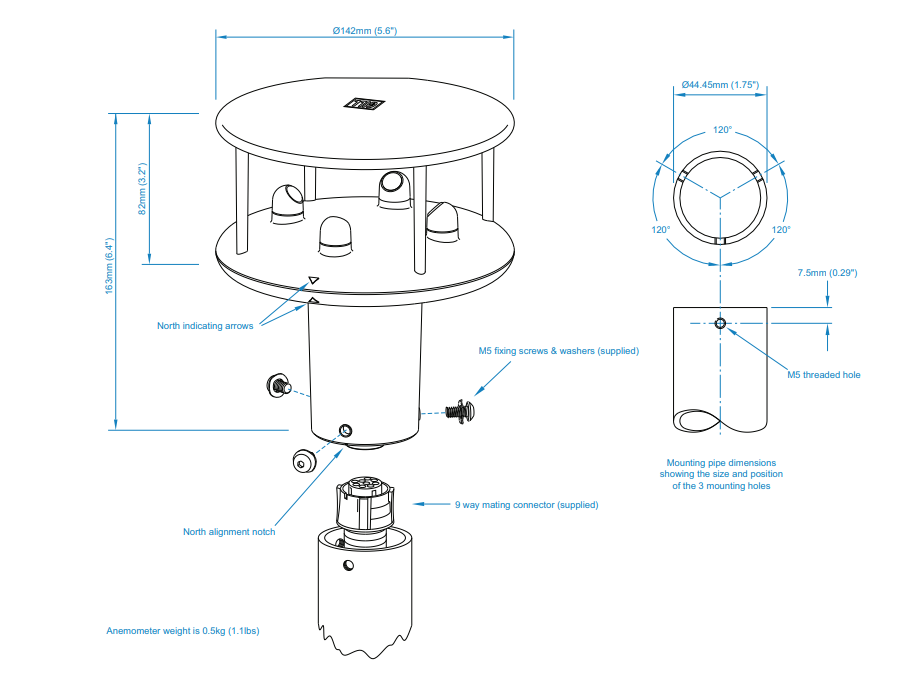 Ø142mm (5.6")
Ø44.45mm (1.75")
120°
82mm (3.2")
120°
120°
163mm (6.4")
7.5mm (0.29")
North indicating arrows
M5 fixing screws & washers (supplied)
M5 threaded hole
Mounting pipe dimensions
showing the size and position
of the 3 mounting holes
9 way mating connector (supplied)
North alignment notch
Anemometer weight is 0.5kg (1.1lbs)